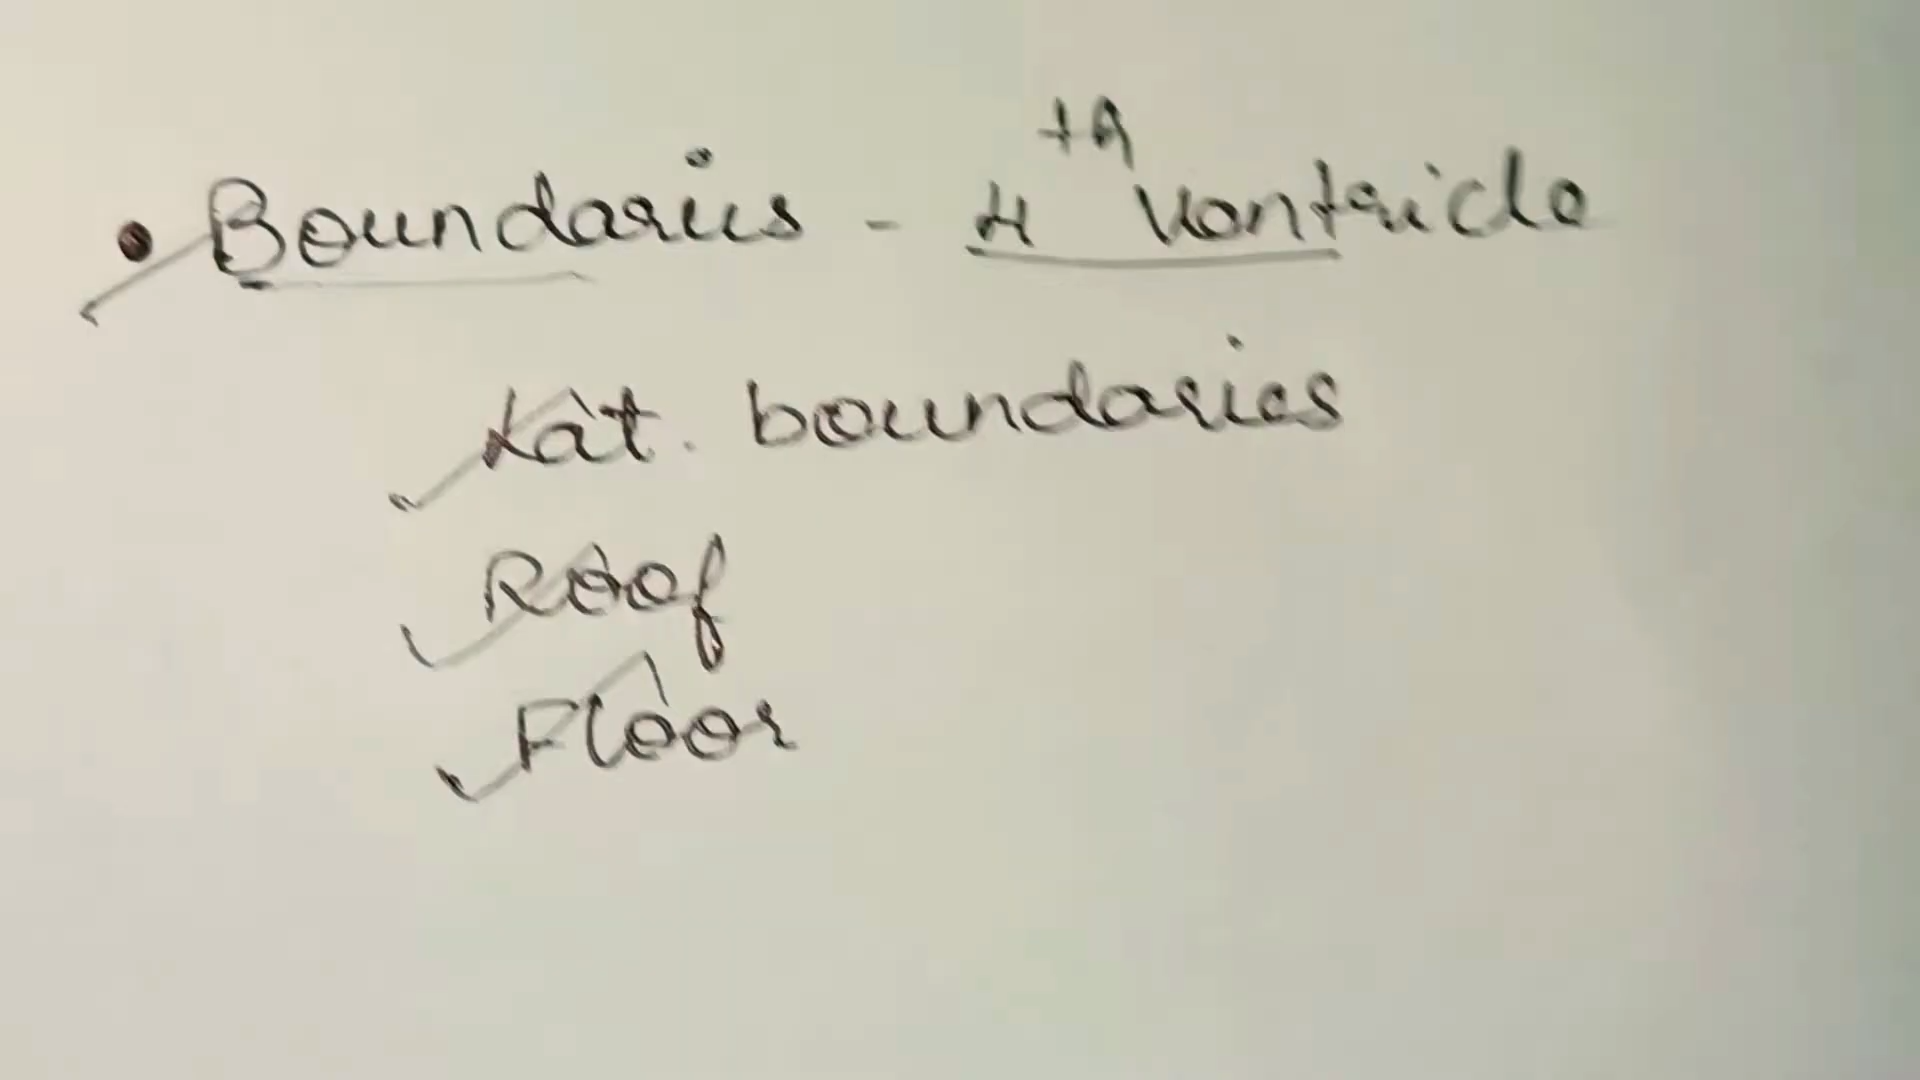 • Boundaries - 4th Ventricle
Lat. boundaries
Roof
Floor